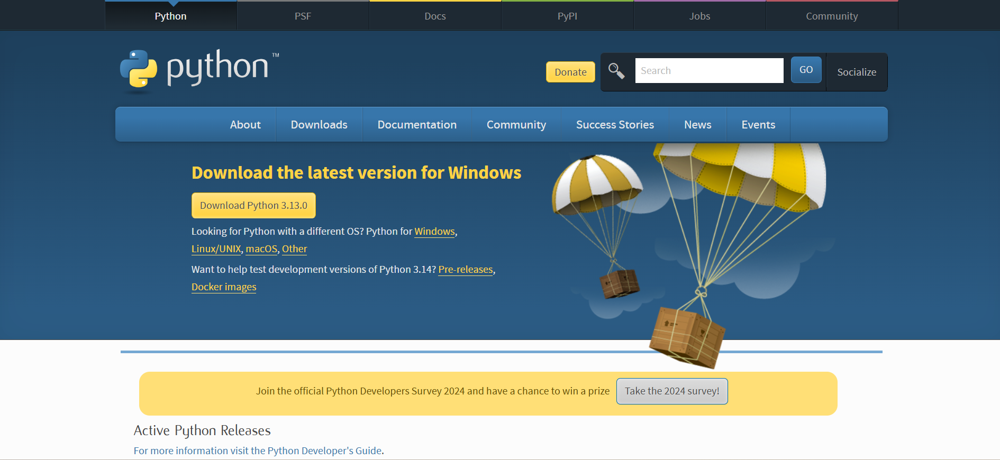 Python
PSF
Docs
PyPI
Jobs
Community
python™
Donate
Search
GO
Socialize
About
Downloads
Documentation
Community
Success Stories
News
Events
Download the latest version for Windows
Download Python 3.13.0
Looking for Python with a different OS? Python for Windows,
Linux/UNIX, macOS, Other
Want to help test development versions of Python 3.14? Pre-releases,
Docker images
Join the official Python Developers Survey 2024 and have a chance to win a prize
Take the 2024 survey!
Active Python Releases
For more information visit the Python Developer's Guide.